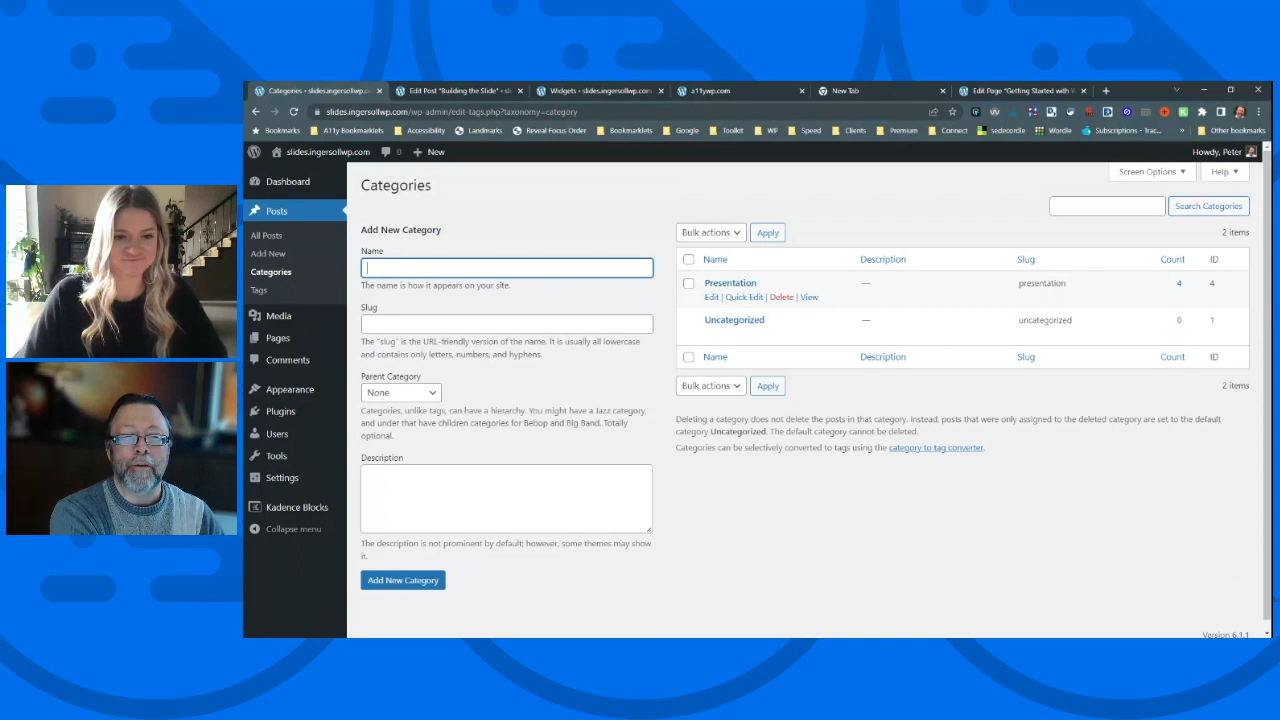 Categories • slides.ingersollwp.co
Edit Post "Building the Slide" • sl
Widgets • slides.ingersollwp.com
a11ywp.com
New Tab
Edit Page "Getting Started with V
slides.ingersollwp.com/wp-admin/edit-tags.php?taxonomy=category
Bookmarks A11y Bookmarklets Accessibility Landmarks Reveal Focus Order Bookmarklets Google Toolkit WF Speed Clients Premium Connect sedecordle Wordle Subscriptions - Trac... » Other bookmarks
slides.ingersollwp.com 0 + New Howdy, Peter
Dashboard
Posts
All Posts
Add New
Categories
Tags
Media
Pages
Comments
Appearance
Plugins
Users
Tools
Settings
Kadence Blocks
Collapse menu
Screen Options Help
Categories
Search Categories
Add New Category
Name
The name is how it appears on your site.
Slug
The "slug" is the URL-friendly version of the name. It is usually all lowercase
and contains only letters, numbers, and hyphens.
Parent Category
None
Categories, unlike tags, can have a hierarchy. You might have a Jazz category,
and under that have children categories for Bebop and Big Band. Totally
optional.
Description
The description is not prominent by default; however, some themes may show
it.
Add New Category
Bulk actions Apply 2 items
Name Description Slug Count ID
Presentation — presentation 4 4
Edit | Quick Edit | Delete | View
Uncategorized — uncategorized 0 1
Name Description Slug Count ID
Bulk actions Apply 2 items
Deleting a category does not delete the posts in that category. Instead, posts that were only assigned to the deleted category are set to the default
category Uncategorized. The default category cannot be deleted.
Categories can be selectively converted to tags using the category to tag converter.
Version 6.1.1